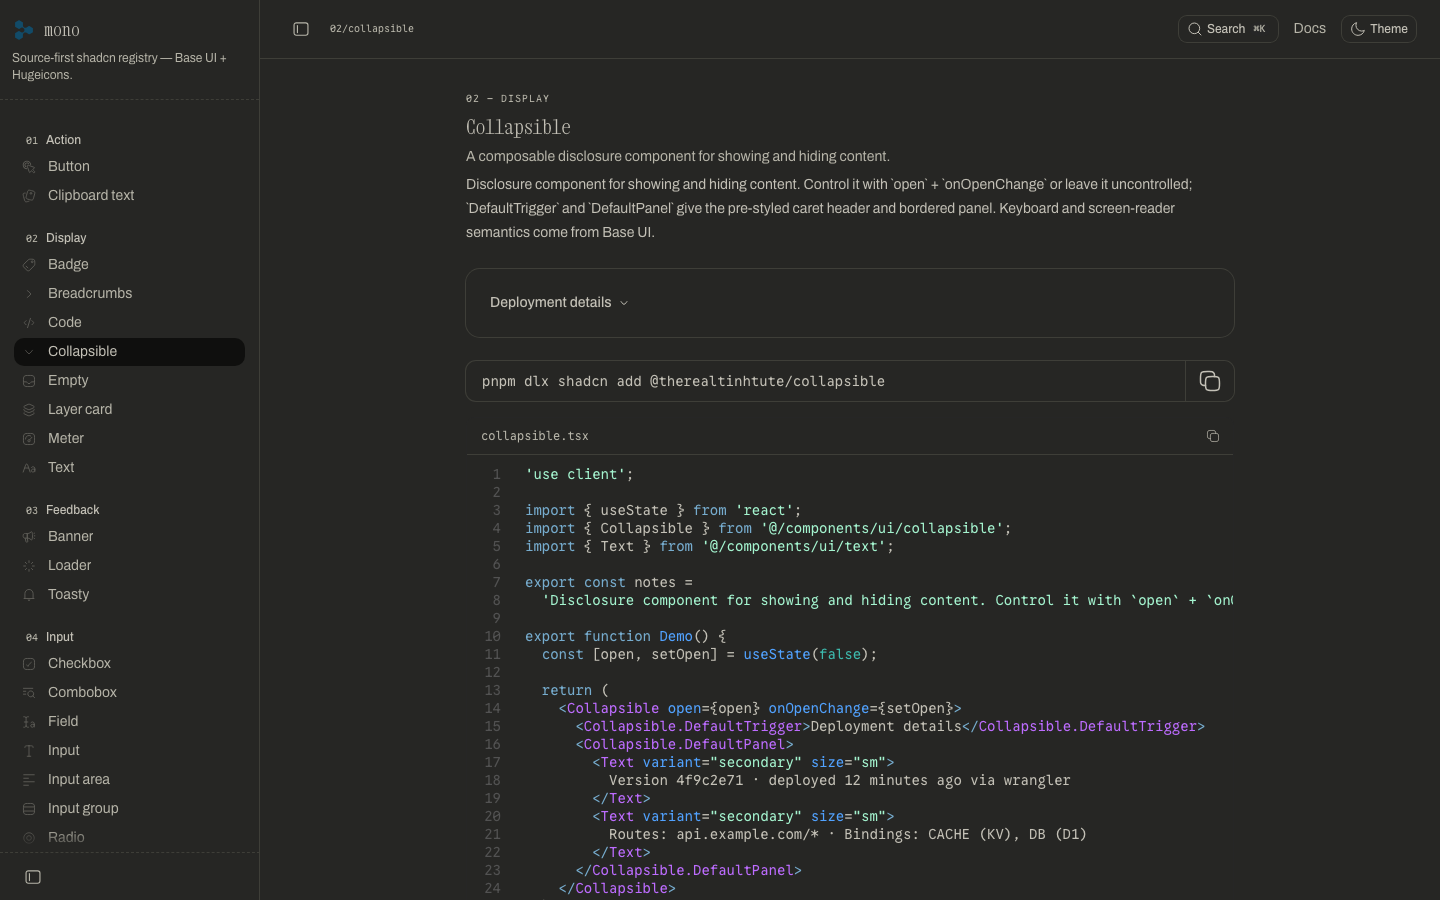 mono
Source-first shadcn registry — Base UI +
Hugeicons.
01 Action
Button
Clipboard text
02 Display
Badge
Breadcrumbs
Code
Collapsible
Empty
Layer card
Meter
Text
03 Feedback
Banner
Loader
Toasty
04 Input
Checkbox
Combobox
Field
Input
Input area
Input group
Radio
02/collapsible
Search ⌘K
Docs
Theme
02 — DISPLAY
Collapsible
A composable disclosure component for showing and hiding content.
Disclosure component for showing and hiding content. Control it with `open` + `onOpenChange` or leave it uncontrolled;
`DefaultTrigger` and `DefaultPanel` give the pre-styled caret header and bordered panel. Keyboard and screen-reader
semantics come from Base UI.
Deployment details
pnpm dlx shadcn add @therealtinhtute/collapsible
collapsible.tsx
1 'use client';
2
3 import { useState } from 'react';
4 import { Collapsible } from '@/components/ui/collapsible';
5 import { Text } from '@/components/ui/text';
6
7 export const notes =
8 'Disclosure component for showing and hiding content. Control it with `open` + `on
9
10 export function Demo() {
11 const [open, setOpen] = useState(false);
12
13 return (
14 <Collapsible open={open} onOpenChange={setOpen}>
15 <Collapsible.DefaultTrigger>Deployment details</Collapsible.DefaultTrigger>
16 <Collapsible.DefaultPanel>
17 <Text variant="secondary" size="sm">
18 Version 4f9c2e71 · deployed 12 minutes ago via wrangler
19 </Text>
20 <Text variant="secondary" size="sm">
21 Routes: api.example.com/* · Bindings: CACHE (KV), DB (D1)
22 </Text>
23 </Collapsible.DefaultPanel>
24 </Collapsible>